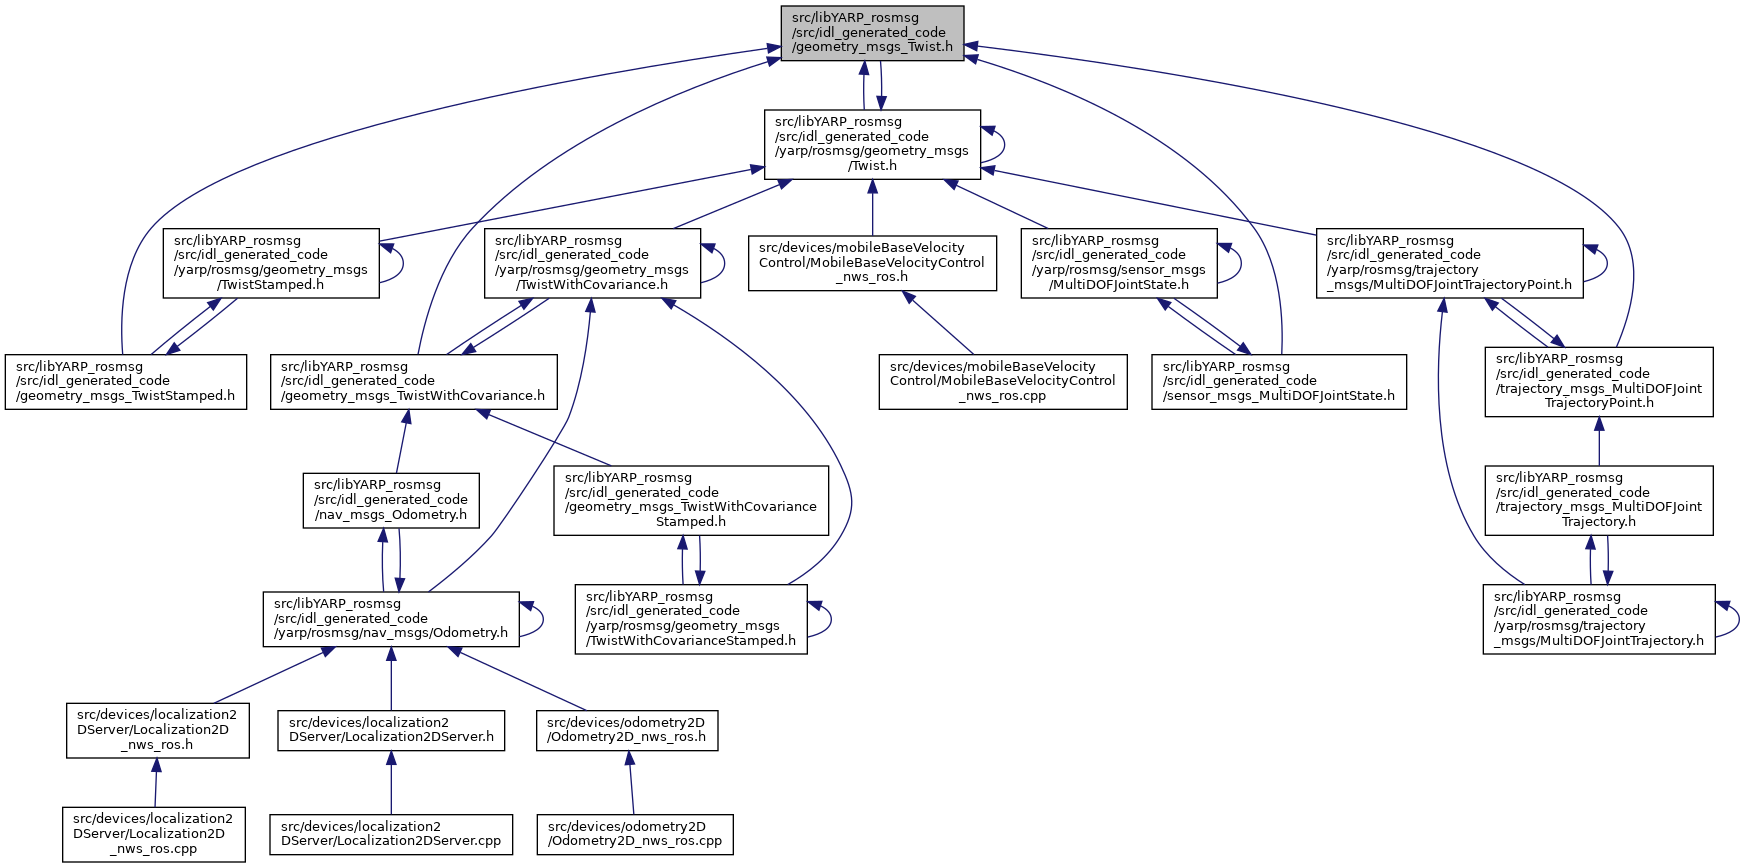 src/libYARP_rosmsg
/src/idl_generated_code
/geometry_msgs_Twist.h
src/libYARP_rosmsg
/src/idl_generated_code
/yarp/rosmsg/geometry_msgs
/Twist.h
src/libYARP_rosmsg
/src/idl_generated_code
/yarp/rosmsg/geometry_msgs
/TwistStamped.h
src/libYARP_rosmsg
/src/idl_generated_code
/yarp/rosmsg/geometry_msgs
/TwistWithCovariance.h
src/devices/mobileBaseVelocity
Control/MobileBaseVelocityControl
_nws_ros.h
src/libYARP_rosmsg
/src/idl_generated_code
/yarp/rosmsg/sensor_msgs
/MultiDOFJointState.h
src/libYARP_rosmsg
/src/idl_generated_code
/yarp/rosmsg/trajectory
_msgs/MultiDOFJointTrajectoryPoint.h
src/libYARP_rosmsg
/src/idl_generated_code
/geometry_msgs_TwistStamped.h
src/libYARP_rosmsg
/src/idl_generated_code
/geometry_msgs_TwistWithCovariance.h
src/devices/mobileBaseVelocity
Control/MobileBaseVelocityControl
_nws_ros.cpp
src/libYARP_rosmsg
/src/idl_generated_code
/sensor_msgs_MultiDOFJointState.h
src/libYARP_rosmsg
/src/idl_generated_code
/trajectory_msgs_MultiDOFJoint
TrajectoryPoint.h
src/libYARP_rosmsg
/src/idl_generated_code
/nav_msgs_Odometry.h
src/libYARP_rosmsg
/src/idl_generated_code
/geometry_msgs_TwistWithCovariance
Stamped.h
src/libYARP_rosmsg
/src/idl_generated_code
/trajectory_msgs_MultiDOFJoint
Trajectory.h
src/libYARP_rosmsg
/src/idl_generated_code
/yarp/rosmsg/nav_msgs/Odometry.h
src/libYARP_rosmsg
/src/idl_generated_code
/yarp/rosmsg/geometry_msgs
/TwistWithCovarianceStamped.h
src/libYARP_rosmsg
/src/idl_generated_code
/yarp/rosmsg/trajectory
_msgs/MultiDOFJointTrajectory.h
src/devices/localization2
DServer/Localization2D
_nws_ros.h
src/devices/localization2
DServer/Localization2DServer.h
src/devices/odometry2D
/Odometry2D_nws_ros.h
src/devices/localization2
DServer/Localization2D
_nws_ros.cpp
src/devices/localization2
DServer/Localization2DServer.cpp
src/devices/odometry2D
/Odometry2D_nws_ros.cpp